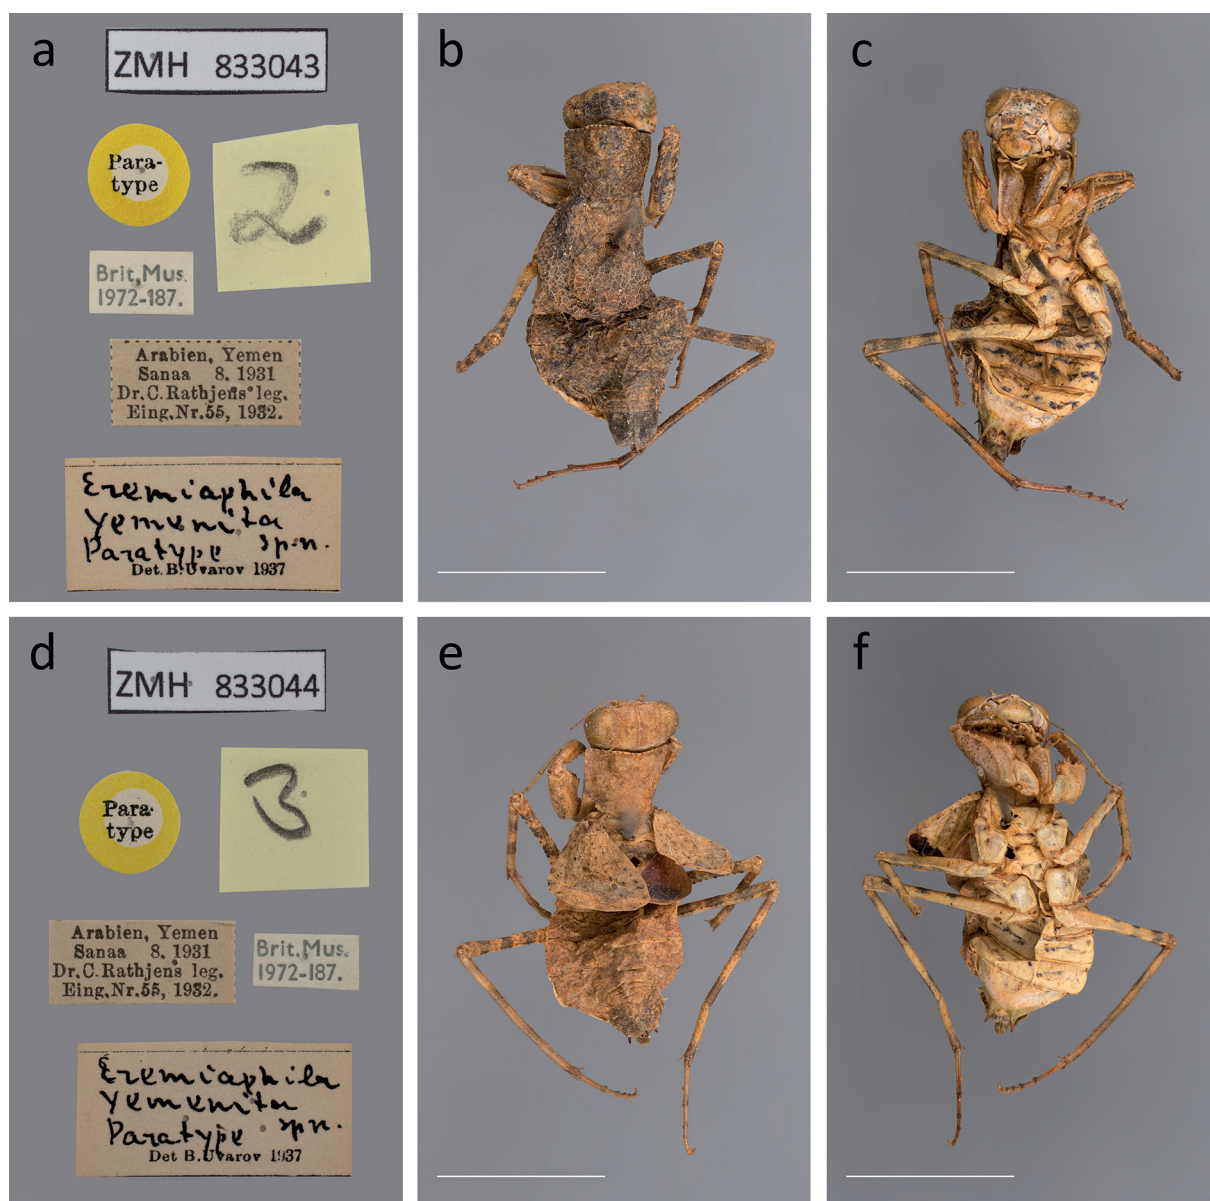 a
ZMH 833043
Para-
type
2
Brit. Mus.
1972-187.
Arabien, Yemen
Sanaa 8. 1931
Dr. C. Rathjens leg.
Eing. Nr. 55, 1932.
Eremiaphila
yemenita
Paratype sp. n.
Det. B. Uvarov 1937
b
c
d
ZMH 833044
Para-
type
3
Arabien, Yemen
Sanaa 8. 1931
Dr. C. Rathjens leg.
Eing. Nr. 55, 1932.
Brit. Mus.
1972-187.
Eremiaphila
yemenita
Paratype sp n.
Det B. Uvarov 1937
e
f